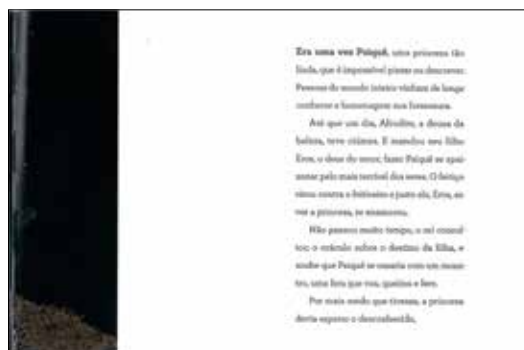 Era uma vez Psiquê, uma princesa tão
linda, que é impossível pintar ou descrever.
Pessoas do mundo inteiro vinham de longe
conhecer e homenagear sua formosura.
Até que um dia, Afrodite, a deusa da
beleza, teve ciúmes. E mandou seu filho
Eros, o deus do amor, fazer Psiquê se apai-
xonar pelo mais terrível dos seres. O feitiço
virou contra o feiticeiro e justo ele, Eros, ao
ver a princesa, se enamorou.
Não passou muito tempo, o rei consul-
tou o oráculo sobre o destino da filha, e
soube que Psiquê se casaria com um mons-
tro, uma fera que voa, queima e fere.
Por mais medo que tivesse, a princesa
devia esperar o desconhecido,